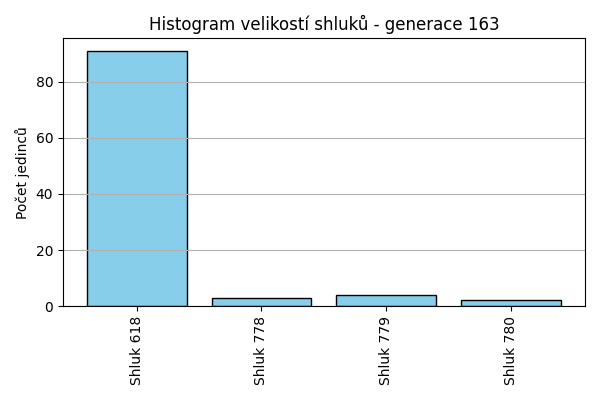 Histogram velikostí shluků - generace 163
Počet jedinců
80
60
40
20
0
Shluk 618
Shluk 778
Shluk 779
Shluk 780